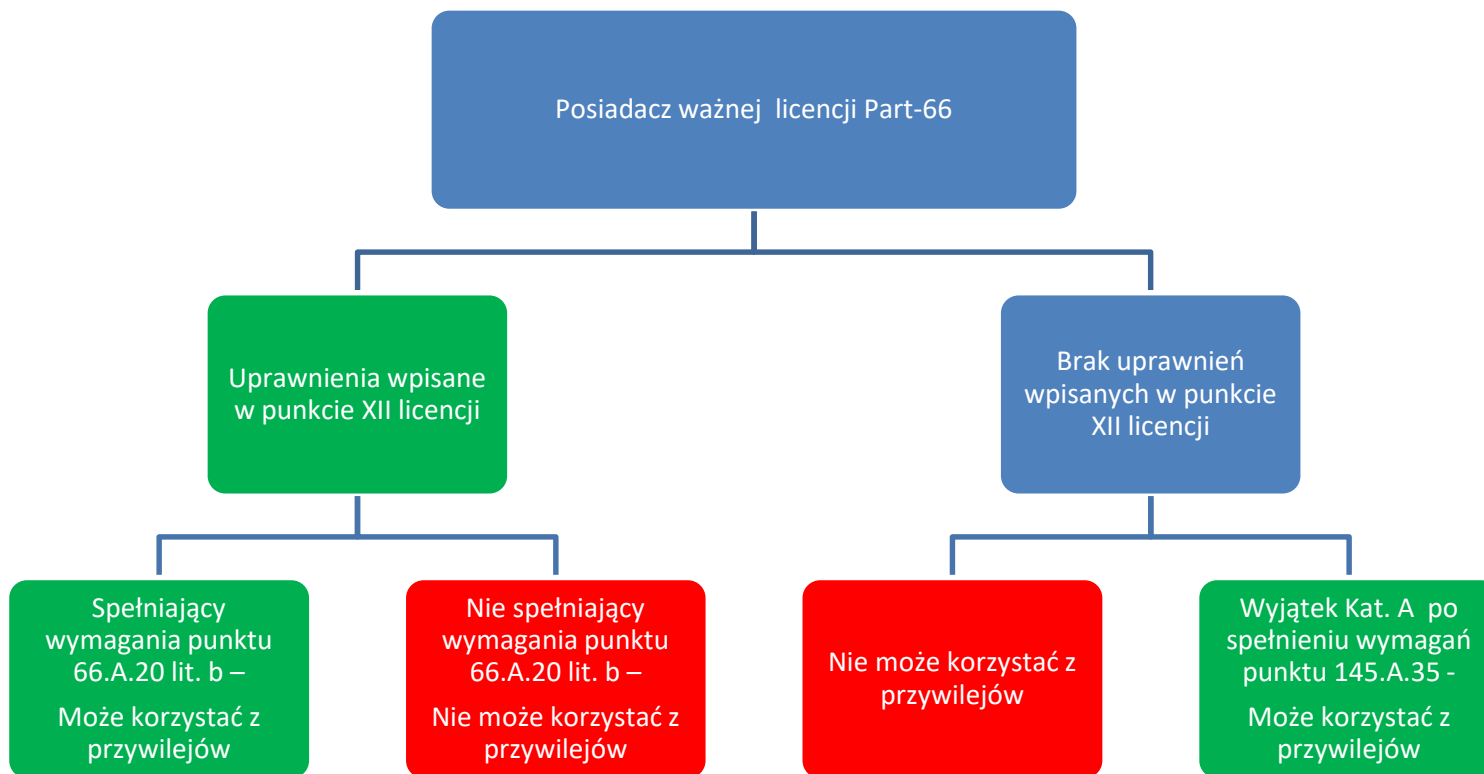 Posiadacz ważnej licencji Part-66
Uprawnienia wpisane
w punkcie XII licencji
Brak uprawnień
wpisanych w punkcie
XII licencji
Spełniający
wymagania punktu
66.A.20 lit. b –
Może korzystać z
przywilejów
Nie spełniający
wymagania punktu
66.A.20 lit. b –
Nie może korzystać z
przywilejów
Nie może korzystać z
przywilejów
Wyjątek Kat. A po
spełnieniu wymagań
punktu 145.A.35 -
Może korzystać z
przywilejów